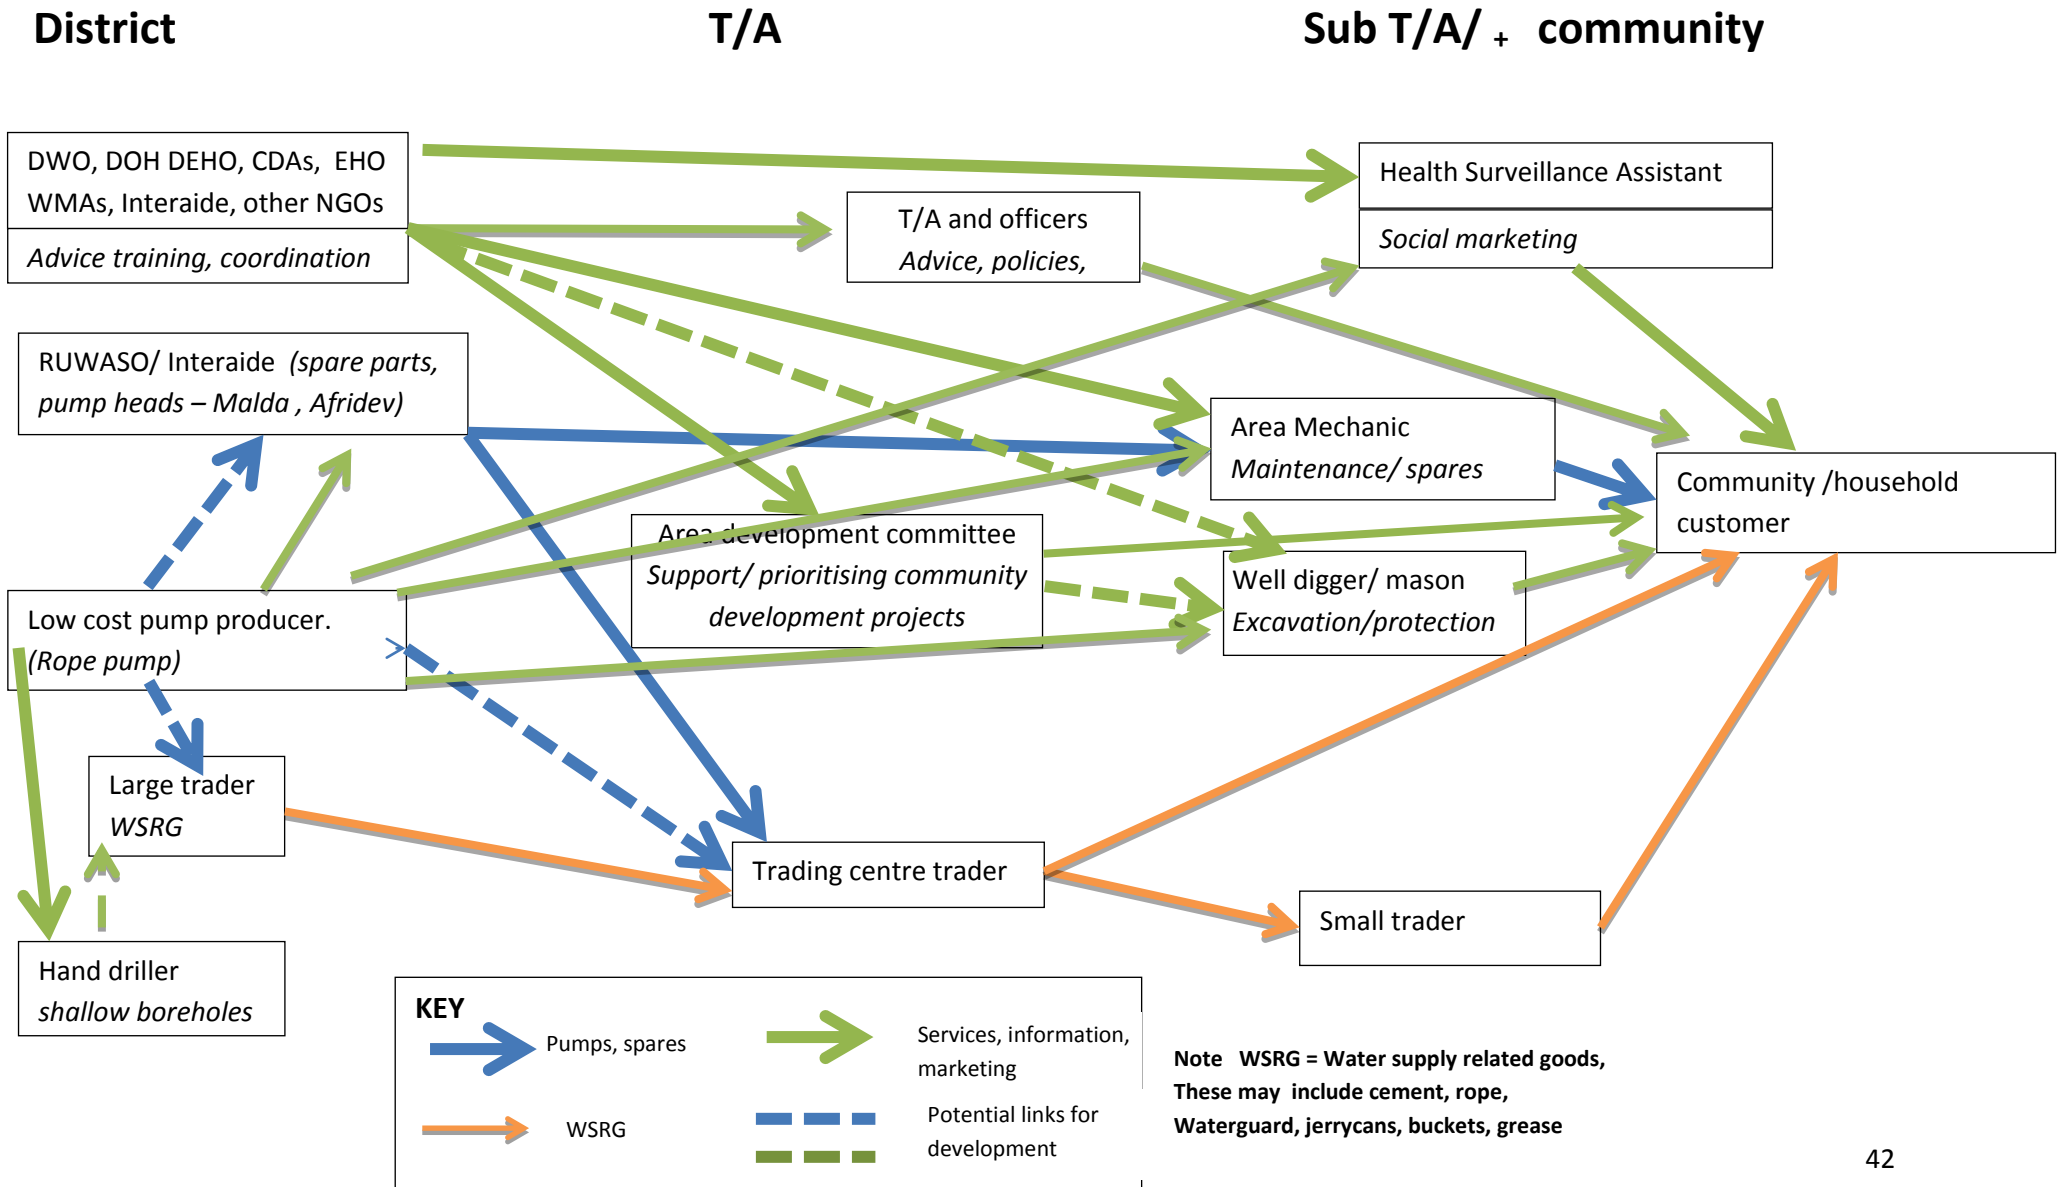 District
T/A
Sub T/A/ + community
DWO, DOH DEHO, CDAs, EHO
WMAs, Interaide, other NGOs
Advice training, coordination
T/A and officers
Advice, policies,
Health Surveillance Assistant
Social marketing
RUWASO/ Interaide (spare parts,
pump heads – Malda , Afridev)
Area Mechanic
Maintenance/ spares
Community /household
customer
Area development committee
Support/ prioritising community
development projects
Well digger/ mason
Excavation/protection
Low cost pump producer.
(Rope pump)
Large trader
WSRG
Trading centre trader
Small trader
Hand driller
shallow boreholes
KEY
Pumps, spares
Services, information,
marketing
WSRG
Potential links for
development
Note WSRG = Water supply related goods,
These may include cement, rope,
Waterguard, jerrycans, buckets, grease
42